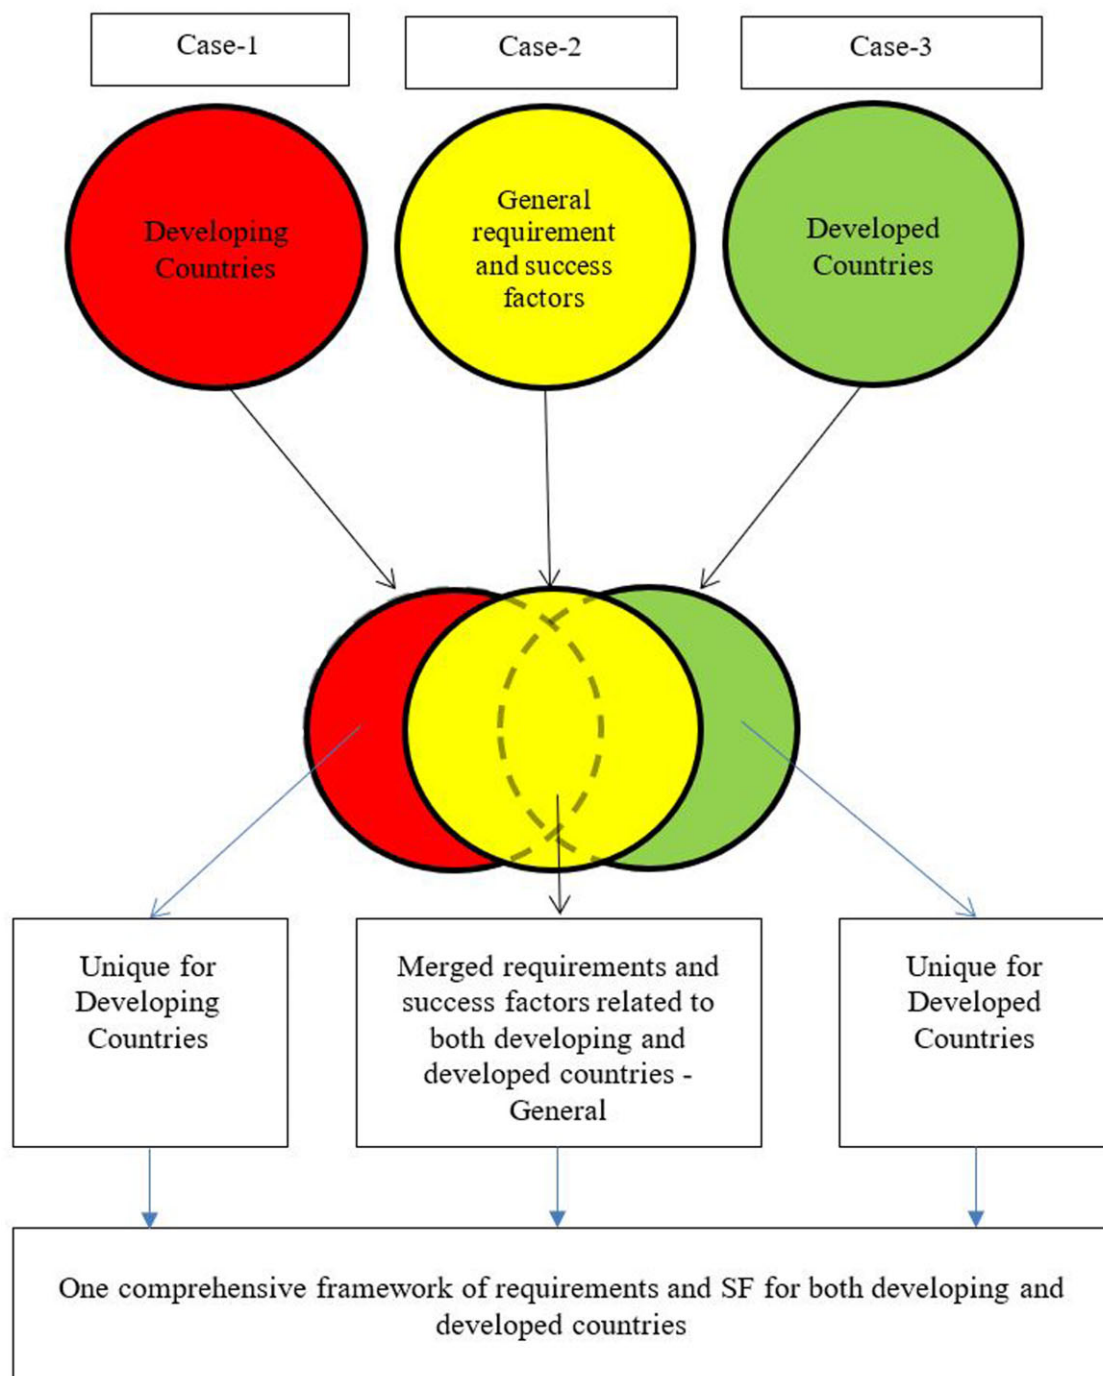 Case-1
Case-2
Case-3
Developing
Countries
General
requirement
and success
factors
Developed
Countries
Unique for
Developing
Countries
Merged requirements and
success factors related to
both developing and
developed countries -
General
Unique for
Developed
Countries
One comprehensive framework of requirements and SF for both developing and
developed countries